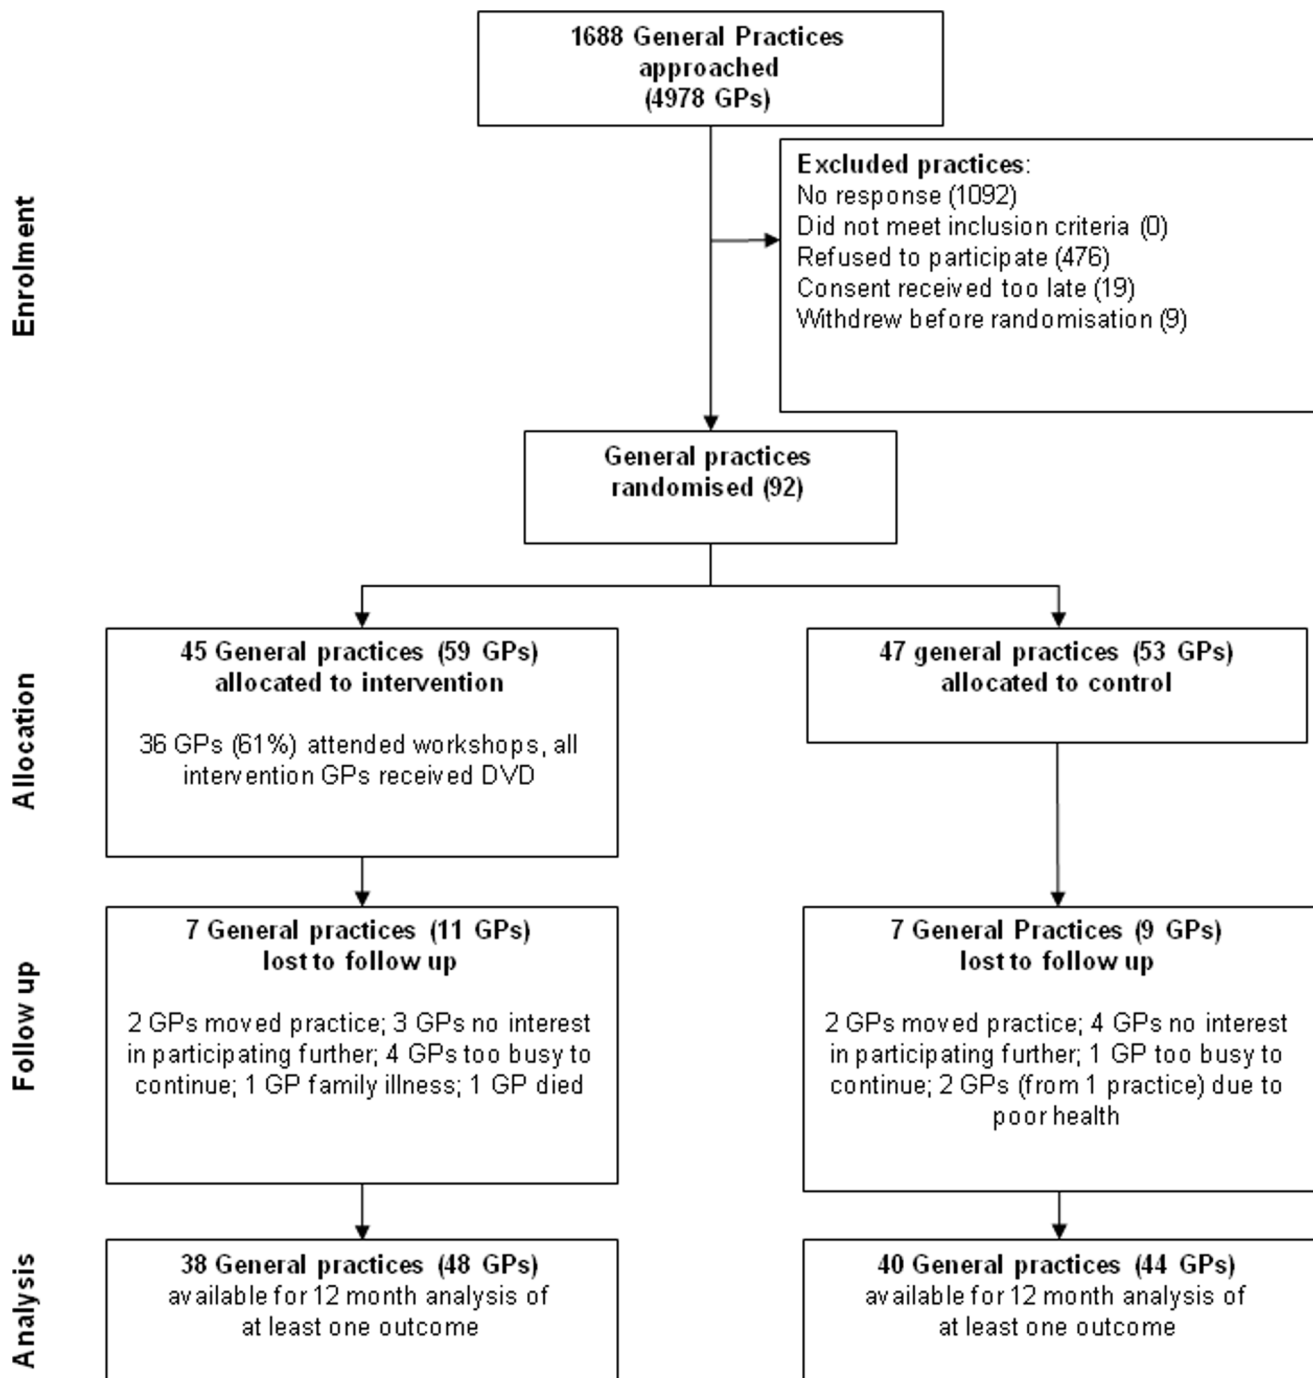 1688 General Practices
approached
(4978 GPs)
Enrolment
Excluded practices:
No response (1092)
Did not meet inclusion criteria (0)
Refused to participate (476)
Consent received too late (19)
Withdrew before randomisation (9)
General practices
randomised (92)
Allocation
45 General practices (59 GPs)
allocated to intervention
36 GPs (61%) attended workshops, all
intervention GPs received DVD
47 general practices (53 GPs)
allocated to control
Follow up
7 General practices (11 GPs)
lost to follow up
2 GPs moved practice; 3 GPs no interest
in participating further; 4 GPs too busy to
continue; 1 GP family illness; 1 GP died
7 General Practices (9 GPs)
lost to follow up
2 GPs moved practice; 4 GPs no interest
in participating further; 1 GP too busy to
continue; 2 GPs (from 1 practice) due to
poor health
Analysis
38 General practices (48 GPs)
available for 12 month analysis of
at least one outcome
40 General practices (44 GPs)
available for 12 month analysis of
at least one outcome